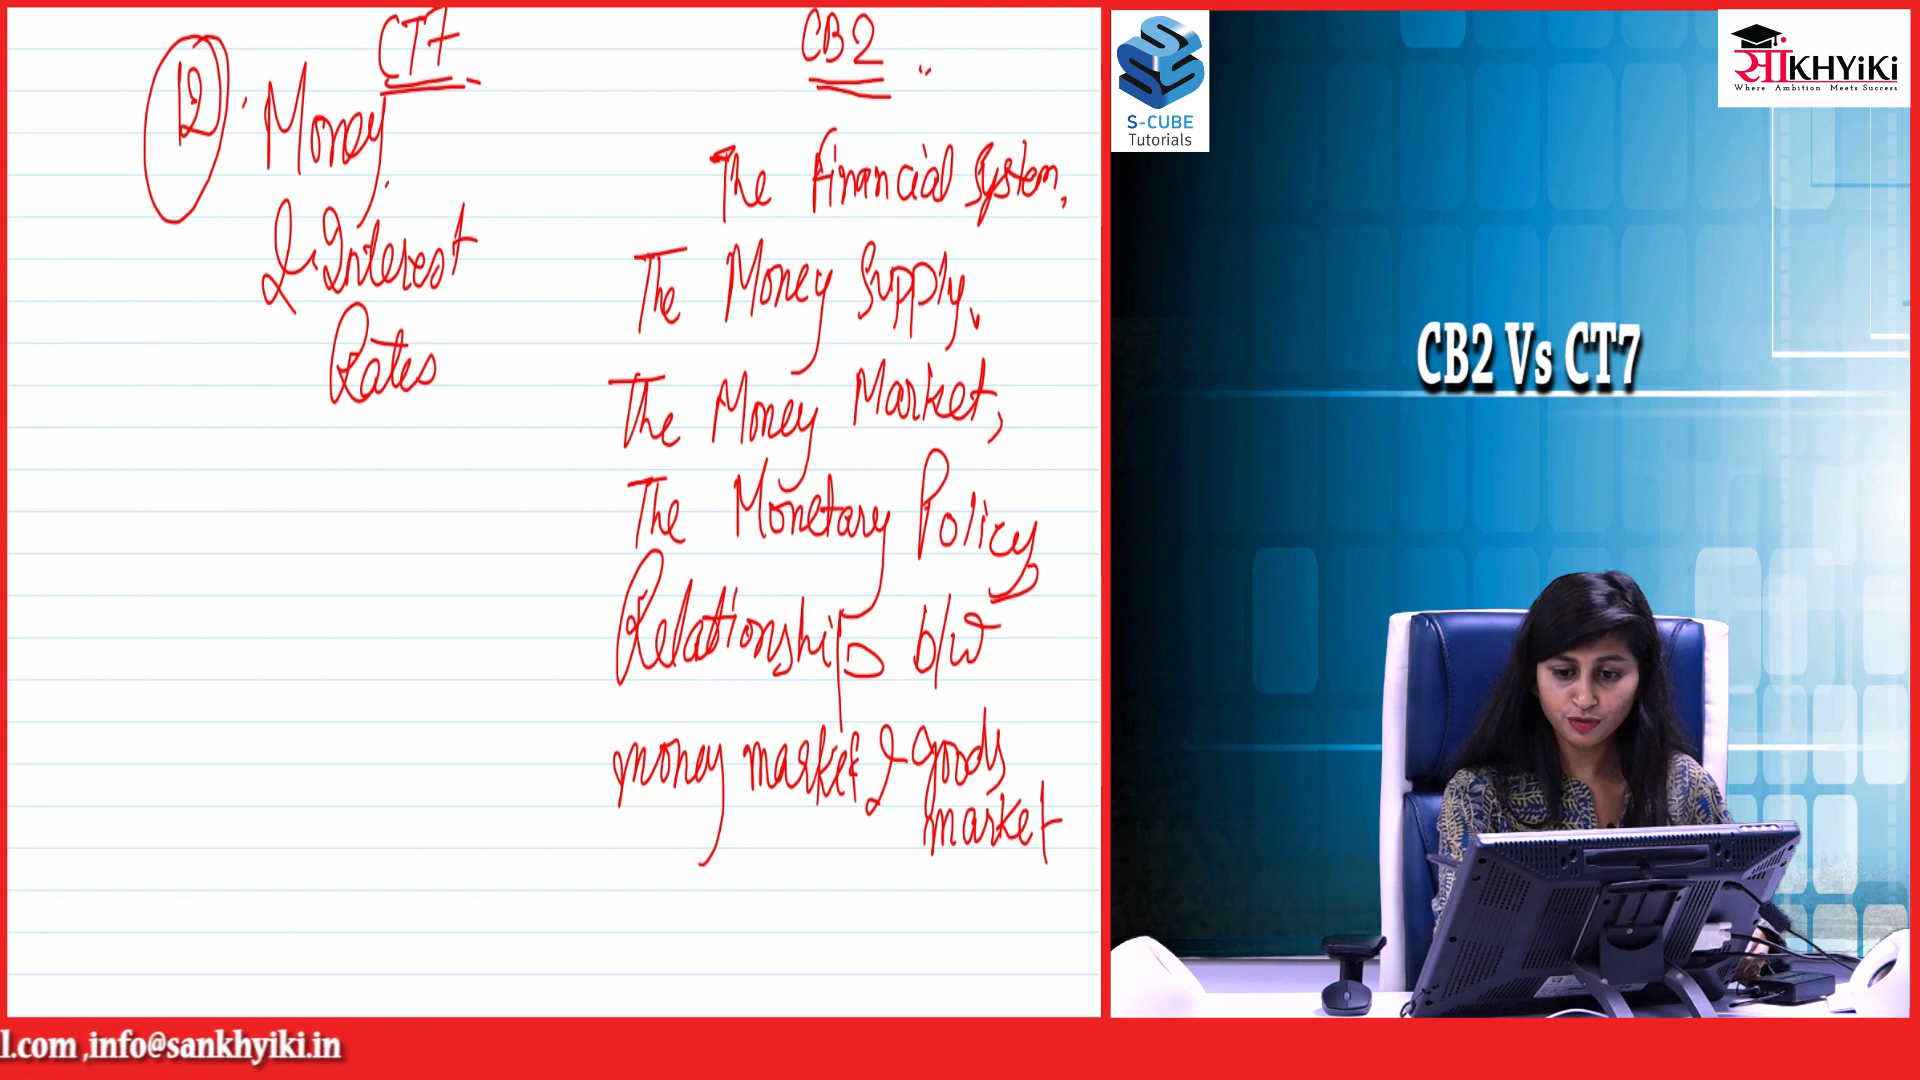 CT7
12. Money
& Interest
Rates
CB2
The Financial System,
The Money Supply,
The Money Market,
The Monetary Policy
Relationship b/w
money market & goods
market
S-CUBE
Tutorials
सांKHYiKi
Where Ambition Meets Success
CB2 Vs CT7
l.com ,info@sankhyiki.in